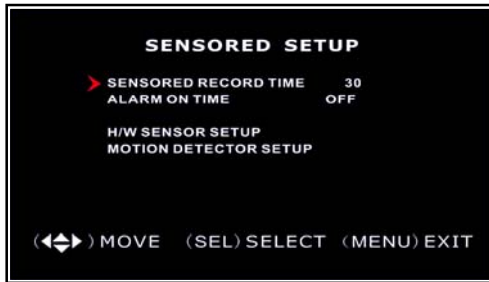 SENSORED SETUP
SENSORED RECORD TIME 30
ALARM ON TIME OFF
H/W SENSOR SETUP
MOTION DETECTOR SETUP
(◀◆▶) MOVE (SEL) SELECT (MENU) EXIT